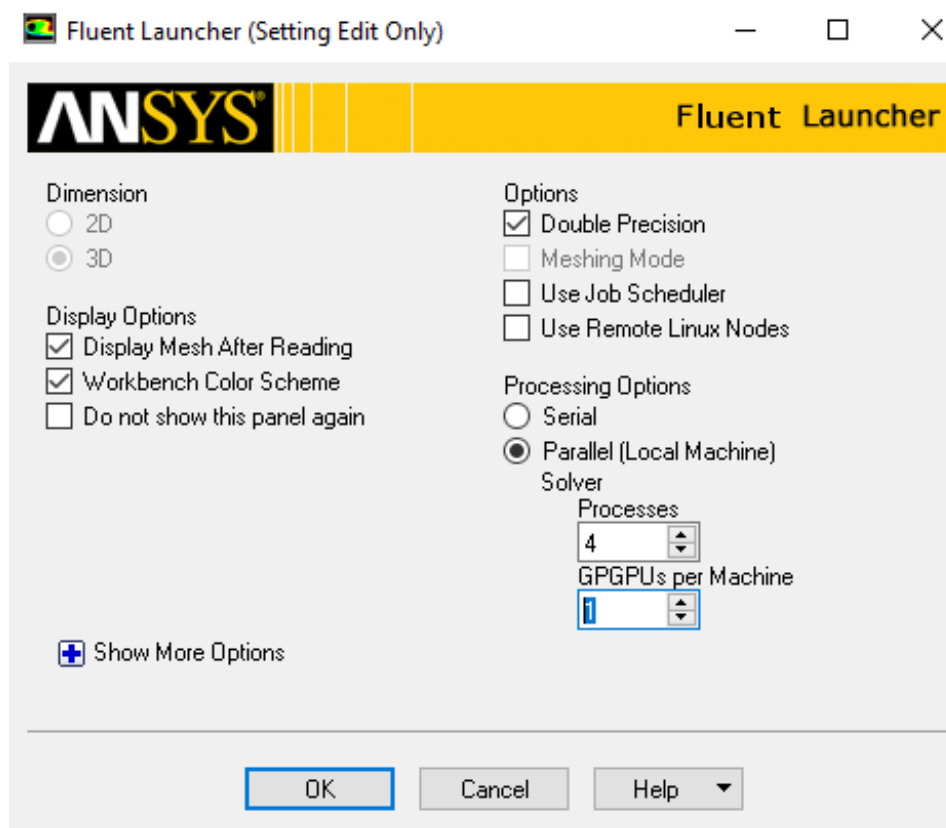 Fluent Launcher (Setting Edit Only)
ANSYS®
Fluent Launcher
Dimension
2D
3D
Display Options
Display Mesh After Reading
Workbench Color Scheme
Do not show this panel again
Options
Double Precision
Meshing Mode
Use Job Scheduler
Use Remote Linux Nodes
Processing Options
Serial
Parallel (Local Machine)
Solver
Processes
4
GPGPUs per Machine
1
Show More Options
OK
Cancel
Help